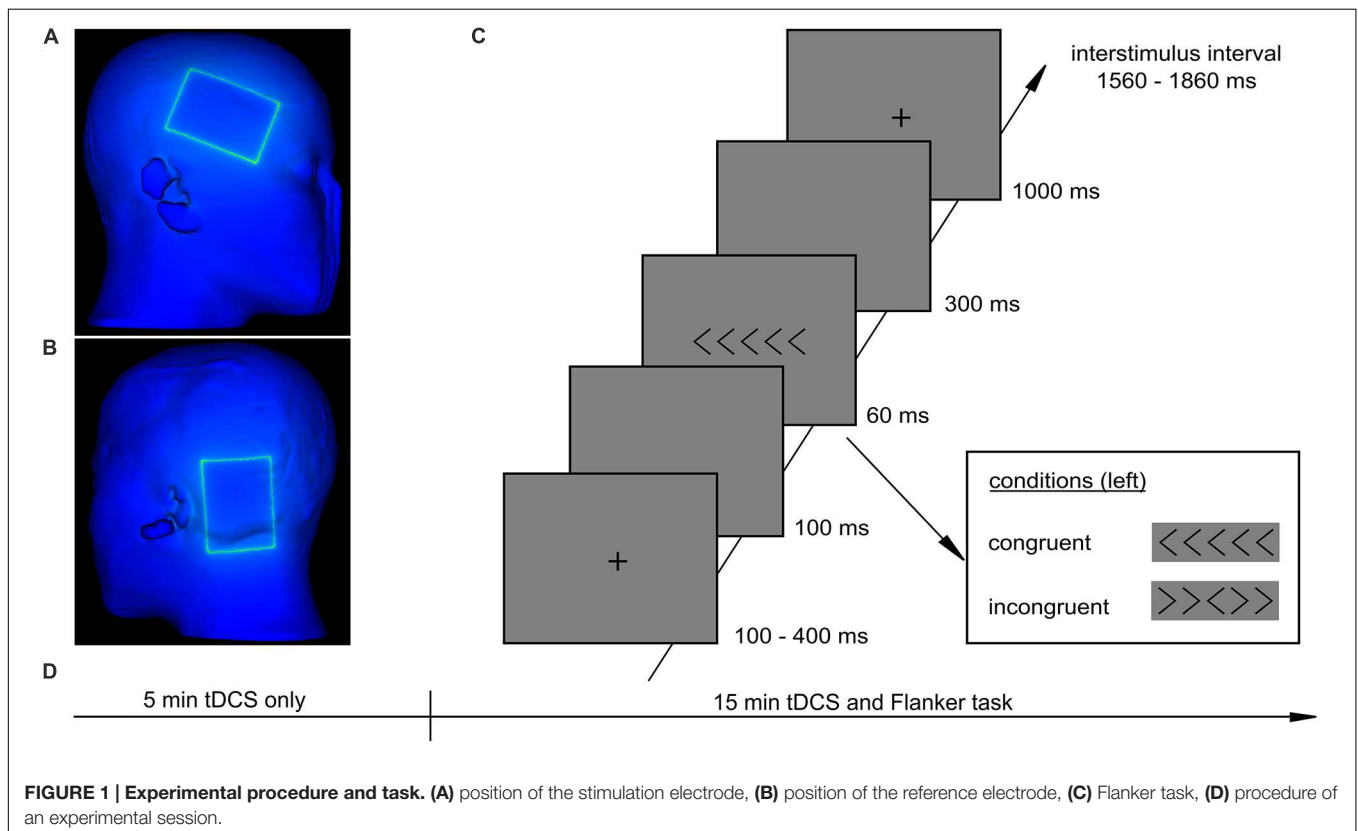 A
C
interstimulus interval
1560 - 1860 ms
+
1000 ms
300 ms
<<<<<
60 ms
B
100 ms
+
100 - 400 ms
conditions (left)
congruent <<<<<
incongruent >><>>
D
5 min tDCS only
15 min tDCS and Flanker task
FIGURE 1 | Experimental procedure and task. (A) position of the stimulation electrode, (B) position of the reference electrode, (C) Flanker task, (D) procedure of
an experimental session.